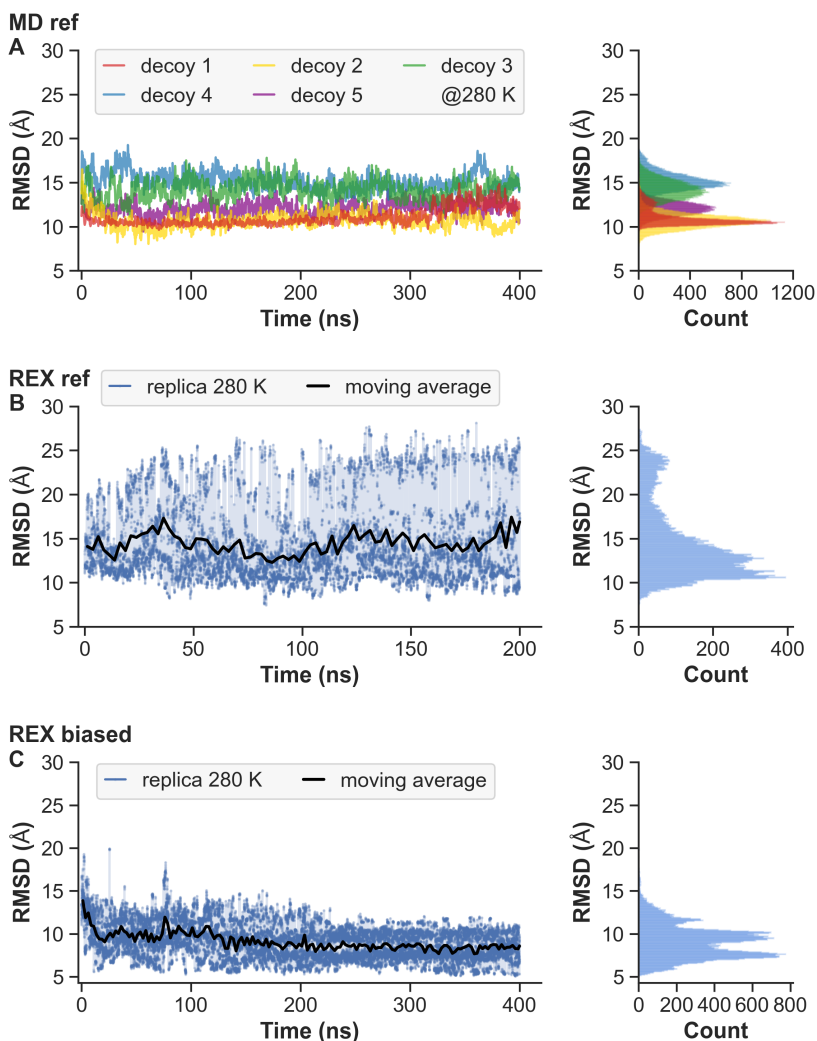 MD ref
A
decoy 1 decoy 2 decoy 3
decoy 4 decoy 5 @280 K
RMSD (Å)
30
25
20
15
10
5
0 100 200 300 400
Time (ns)
RMSD (Å)
30
25
20
15
10
5
0 400 800 1200
Count
REX ref
B
replica 280 K moving average
RMSD (Å)
30
25
20
15
10
5
0 50 100 150 200
Time (ns)
RMSD (Å)
30
25
20
15
10
5
0 200 400
Count
REX biased
C
replica 280 K moving average
RMSD (Å)
30
25
20
15
10
5
0 100 200 300 400
Time (ns)
RMSD (Å)
30
25
20
15
10
5
0 200 400 600 800
Count